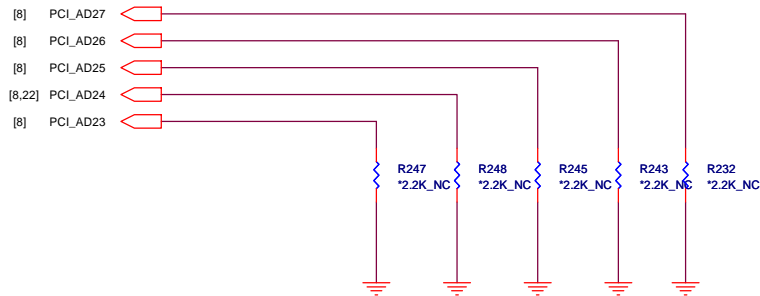 [8] PCI_AD27
[8] PCI_AD26
[8] PCI_AD25
[8,22] PCI_AD24
[8] PCI_AD23
R247 R248 R245 R243 R232
*2.2K_NC *2.2K_NC *2.2K_NC *2.2K_NC *2.2K_NC